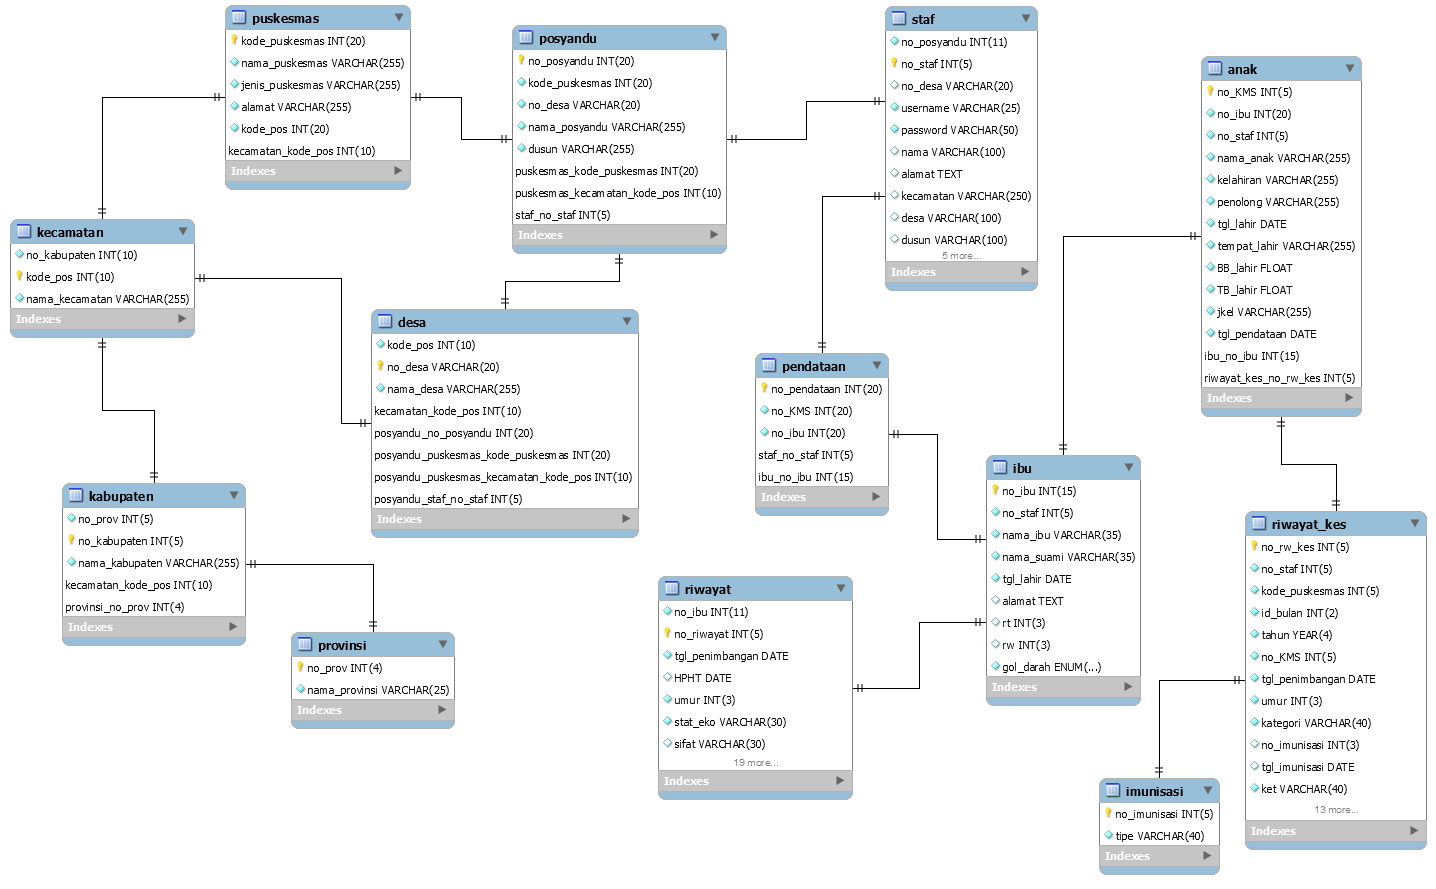 puskesmas
kode_puskesmas INT(20)
nama_puskesmas VARCHAR(255)
jenis_puskesmas VARCHAR(255)
alamat VARCHAR(255)
kode_pos INT(20)
kecamatan_kode_pos INT(10)
Indexes
posyandu
no_posyandu INT(20)
kode_puskesmas INT(20)
no_desa VARCHAR(20)
nama_posyandu VARCHAR(255)
dusun VARCHAR(255)
puskesmas_kode_puskesmas INT(20)
puskesmas_kecamatan_kode_pos INT(10)
staf_no_staf INT(5)
Indexes
staf
no_posyandu INT(11)
no_staf INT(5)
no_desa VARCHAR(20)
username VARCHAR(25)
password VARCHAR(50)
nama VARCHAR(100)
alamat TEXT
kecamatan VARCHAR(250)
desa VARCHAR(100)
dusun VARCHAR(100)
5 more...
Indexes
anak
no_KMS INT(5)
no_ibu INT(20)
no_staf INT(5)
nama_anak VARCHAR(255)
kelahiran VARCHAR(255)
penolong VARCHAR(255)
tgl_lahir DATE
tempat_lahir VARCHAR(255)
BB_lahir FLOAT
TB_lahir FLOAT
jkel VARCHAR(255)
tgl_pendataan DATE
ibu_no_ibu INT(15)
riwayat_kes_no_rw_kes INT(5)
Indexes
kecamatan
no_kabupaten INT(10)
kode_pos INT(10)
nama_kecamatan VARCHAR(255)
Indexes
desa
kode_pos INT(10)
no_desa VARCHAR(20)
nama_desa VARCHAR(255)
kecamatan_kode_pos INT(10)
posyandu_no_posyandu INT(20)
posyandu_puskesmas_kode_puskesmas INT(20)
posyandu_puskesmas_kecamatan_kode_pos INT(10)
posyandu_staf_no_staf INT(5)
Indexes
pendataan
no_pendataan INT(20)
no_KMS INT(20)
no_ibu INT(20)
staf_no_staf INT(5)
ibu_no_ibu INT(15)
Indexes
kabupaten
no_prov INT(5)
no_kabupaten INT(5)
nama_kabupaten VARCHAR(255)
kecamatan_kode_pos INT(10)
provinsi_no_prov INT(4)
Indexes
ibu
no_ibu INT(15)
no_staf INT(5)
nama_ibu VARCHAR(35)
nama_suami VARCHAR(35)
tgl_lahir DATE
alamat TEXT
rt INT(3)
rw INT(3)
gol_darah ENUM(...)
Indexes
riwayat_kes
no_rw_kes INT(5)
no_staf INT(5)
kode_puskesmas INT(5)
id_bulan INT(2)
tahun YEAR(4)
no_KMS INT(5)
tgl_penimbangan DATE
umur INT(3)
kategori VARCHAR(40)
no_imunisasi INT(3)
tgl_imunisasi DATE
ket VARCHAR(40)
13 more...
Indexes
riwayat
no_ibu INT(11)
no_riwayat INT(5)
tgl_penimbangan DATE
HPHT DATE
umur INT(3)
stat_eko VARCHAR(30)
sifat VARCHAR(30)
19 more...
Indexes
provinsi
no_prov INT(4)
nama_provinsi VARCHAR(25)
Indexes
imunisasi
no_imunisasi INT(5)
tipe VARCHAR(40)
Indexes